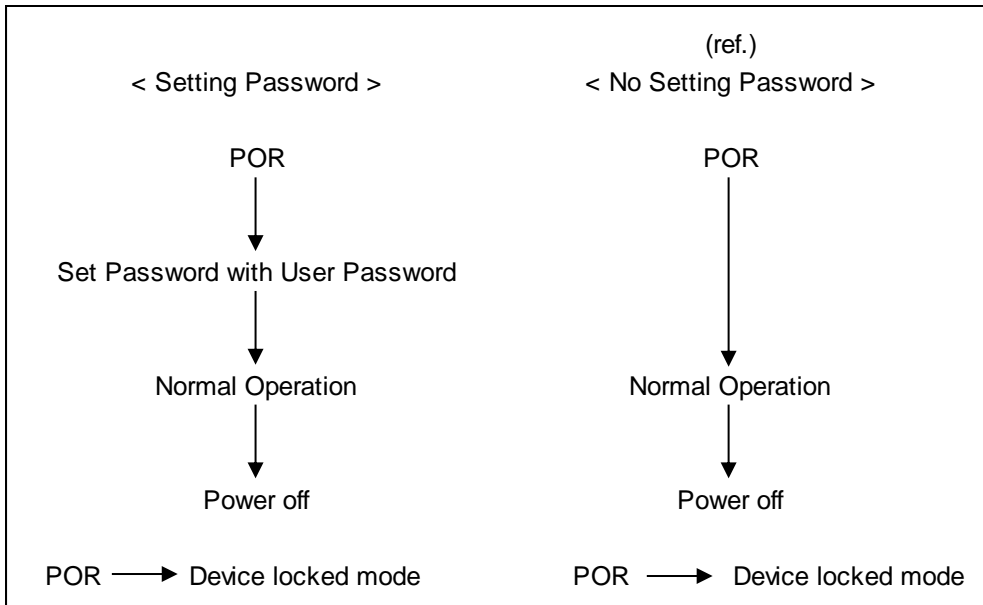 (ref.)
< Setting Password >
< No Setting Password >
POR
POR
Set Password with User Password
Normal Operation
Normal Operation
Power off
Power off
POR
Device locked mode
POR
Device locked mode